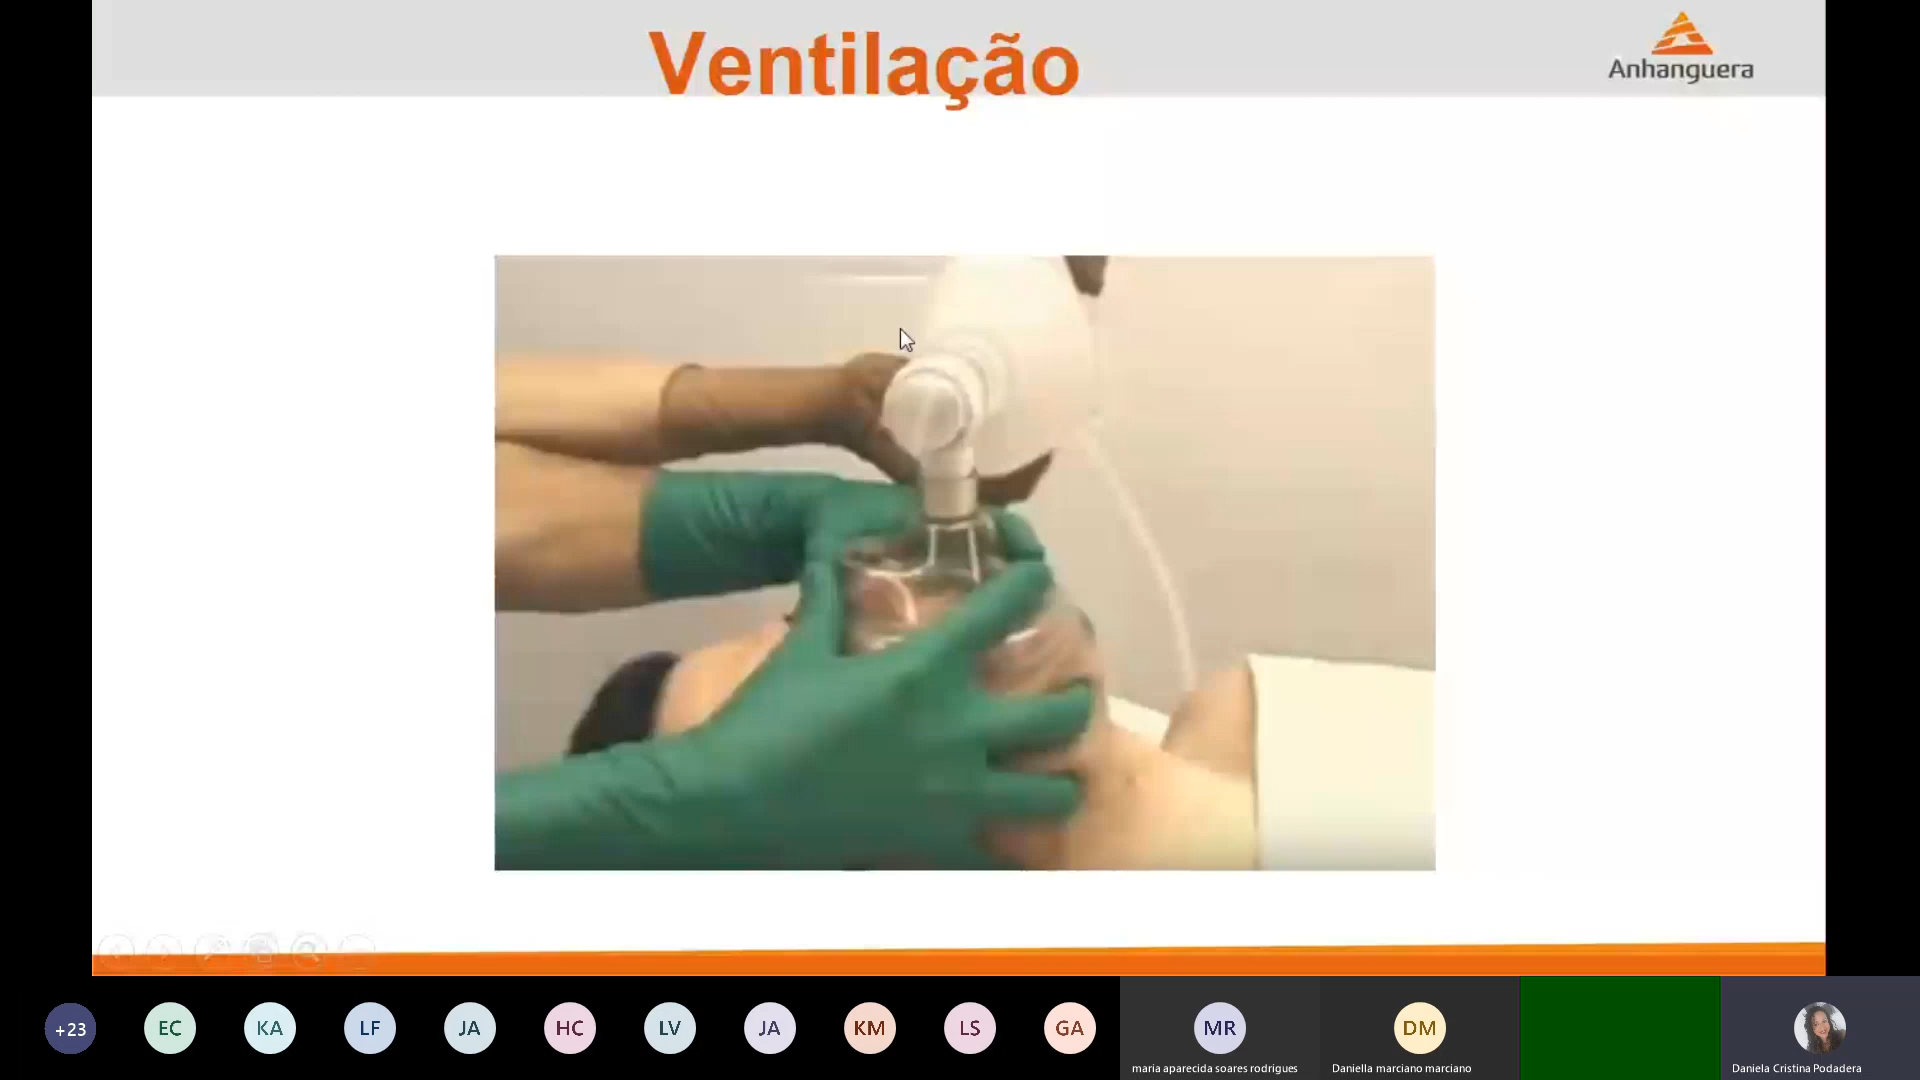 Ventilação
Anhanguera
+23
EC
KA
LF
JA
HC
LV
JA
KM
LS
GA
MR
DM
maria aparecida soares rodrigues
Daniella marciano marciano
Daniela Cristina Podadera